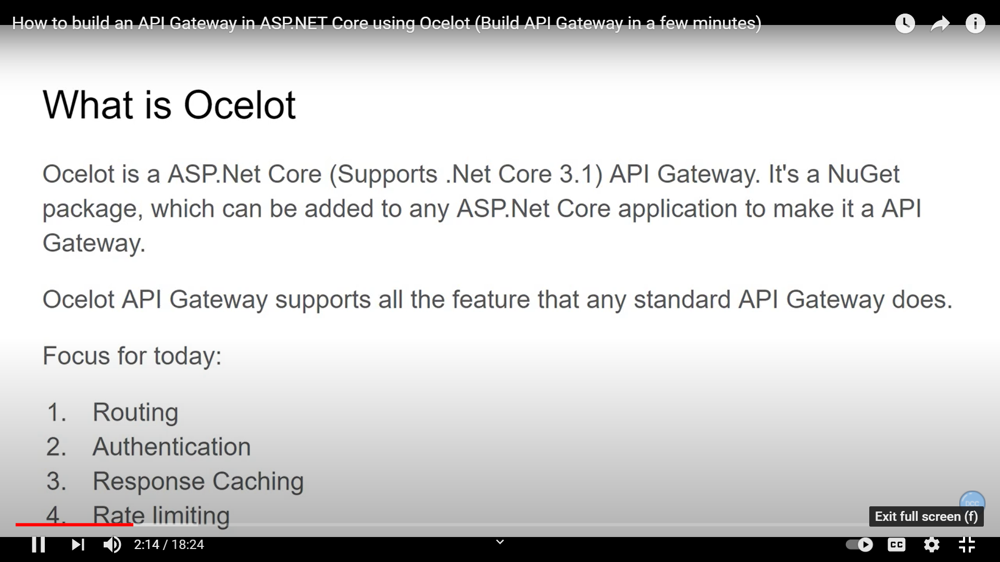 How to build an API Gateway in ASP.NET Core using Ocelot (Build API Gateway in a few minutes)
What is Ocelot
Ocelot is a ASP.Net Core (Supports .Net Core 3.1) API Gateway. It's a NuGet
package, which can be added to any ASP.Net Core application to make it a API
Gateway.
Ocelot API Gateway supports all the feature that any standard API Gateway does.
Focus for today:
1. Routing
2. Authentication
3. Response Caching
4. Rate limiting
DCC
Exit full screen (f)
2:14 / 18:24
CC